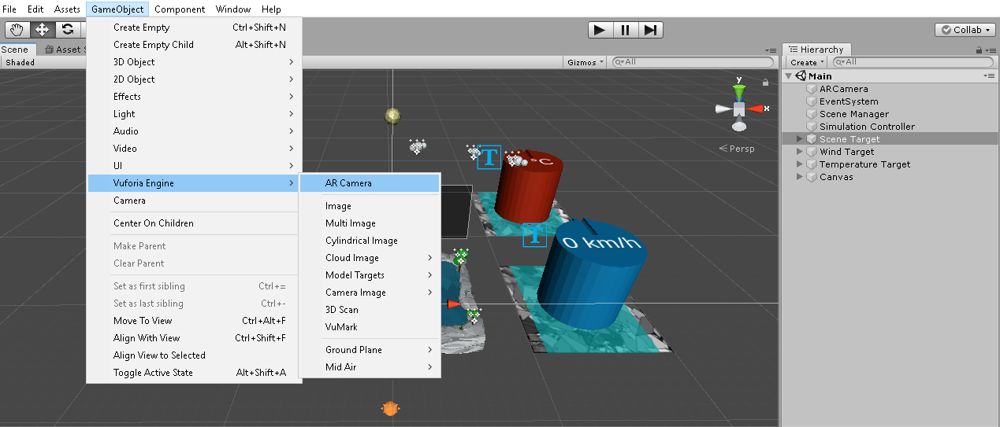 File Edit Assets GameObject Component Window Help
Collab
Scene Asset S
Shaded
Gizmos All
Create Empty Ctrl+Shift+N
Create Empty Child Alt+Shift+N
3D Object
2D Object
Effects
Light
Audio
Video
UI
Vuforia Engine
Camera
Center On Children
Make Parent
Clear Parent
Set as first sibling Ctrl+=
Set as last sibling Ctrl+-
Move To View Ctrl+Alt+F
Align With View Ctrl+Shift+F
Align View to Selected
Toggle Active State Alt+Shift+A
AR Camera
Image
Multi Image
Cylindrical Image
Cloud Image
Model Targets
Camera Image
3D Scan
VuMark
Ground Plane
Mid Air
y
x
Persp
T
°C
T
0 km/h
Hierarchy
Create All
Main
ARCamera
EventSystem
Scene Manager
Simulation Controller
Scene Target
Wind Target
Temperature Target
Canvas